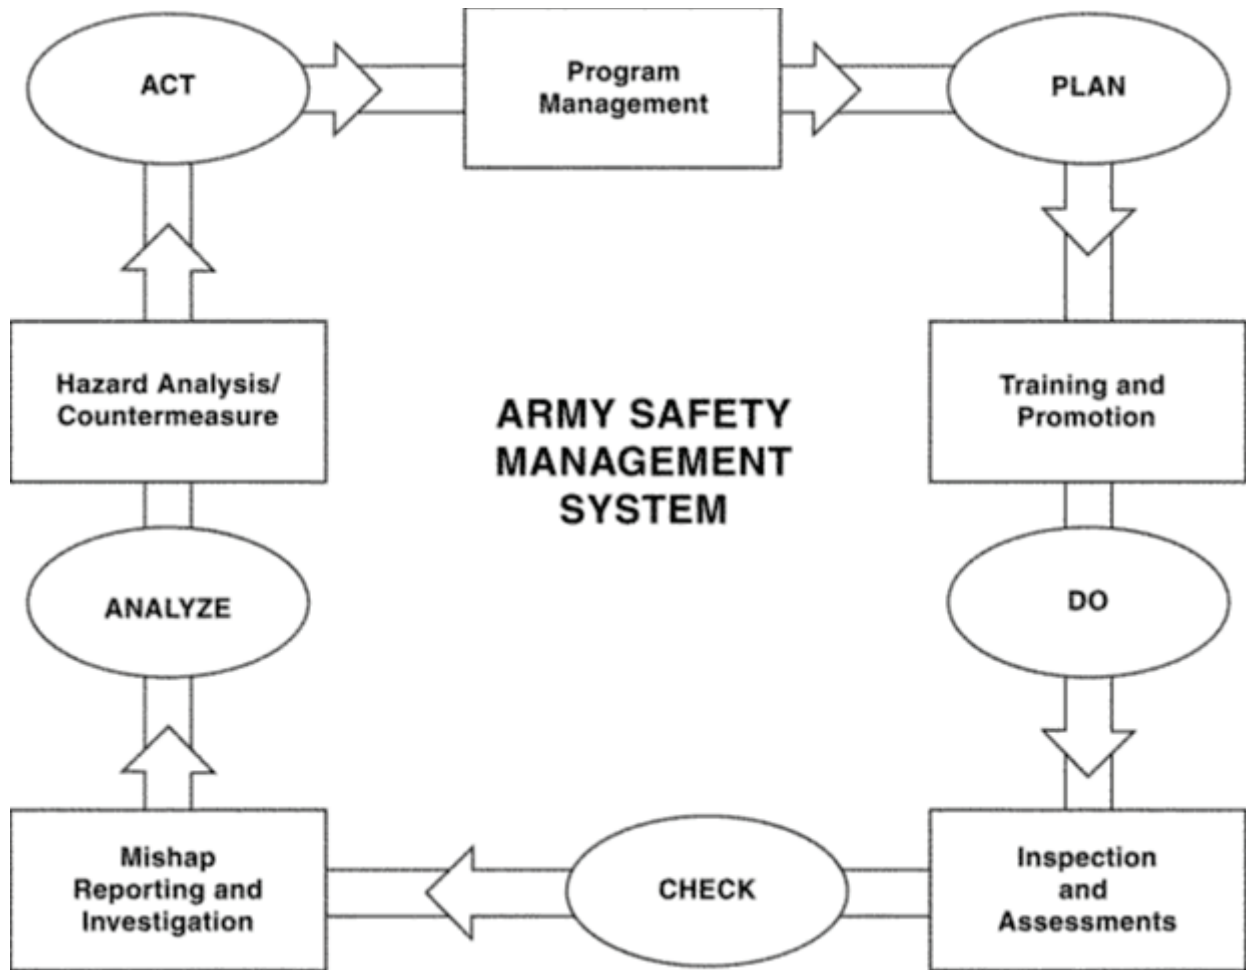 ACT
Program
Management
PLAN
Hazard Analysis/
Countermeasure
ARMY SAFETY
MANAGEMENT
SYSTEM
Training and
Promotion
ANALYZE
DO
Mishap
Reporting and
Investigation
CHECK
Inspection
and
Assessments